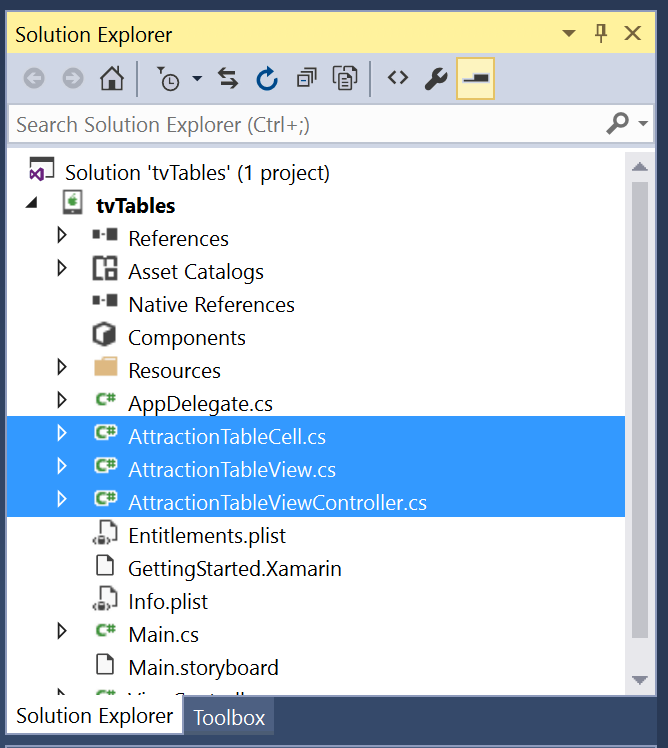 Solution Explorer
Search Solution Explorer (Ctrl+;)
Solution 'tvTables' (1 project)
tvTables
References
Asset Catalogs
Native References
Components
Resources
C# AppDelegate.cs
C# AttractionTableCell.cs
C# AttractionTableView.cs
C# AttractionTableViewController.cs
Entitlements.plist
GettingStarted.Xamarin
Info.plist
C# Main.cs
Main.storyboard
Solution Explorer Toolbox